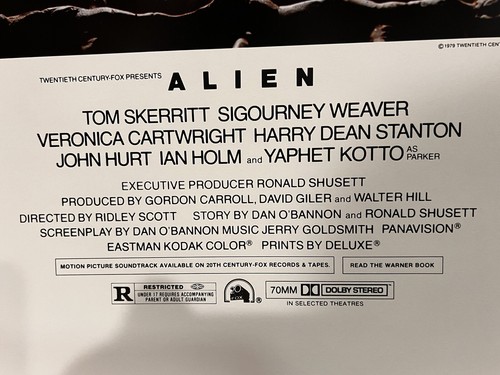 © 1979 TWENTIETH CEN
TWENTIETH CENTURY-FOX PRESENTS ALIEN
TOM SKERRITT SIGOURNEY WEAVER
VERONICA CARTWRIGHT HARRY DEAN STANTON
JOHN HURT IAN HOLM and YAPHET KOTTO AS PARKER
EXECUTIVE PRODUCER RONALD SHUSETT
PRODUCED BY GORDON CARROLL, DAVID GILER and WALTER HILL
DIRECTED BY RIDLEY SCOTT STORY BY DAN O'BANNON and RONALD SHUSETT
SCREENPLAY BY DAN O'BANNON MUSIC JERRY GOLDSMITH PANAVISION®
EASTMAN KODAK COLOR® PRINTS BY DELUXE®
MOTION PICTURE SOUNDTRACK AVAILABLE ON 20TH CENTURY-FOX RECORDS & TAPES. READ THE WARNER BOOK
R RESTRICTED
UNDER 17 REQUIRES ACCOMPANYING
PARENT OR ADULT GUARDIAN
®
70MM DOLBY STEREO
IN SELECTED THEATRES